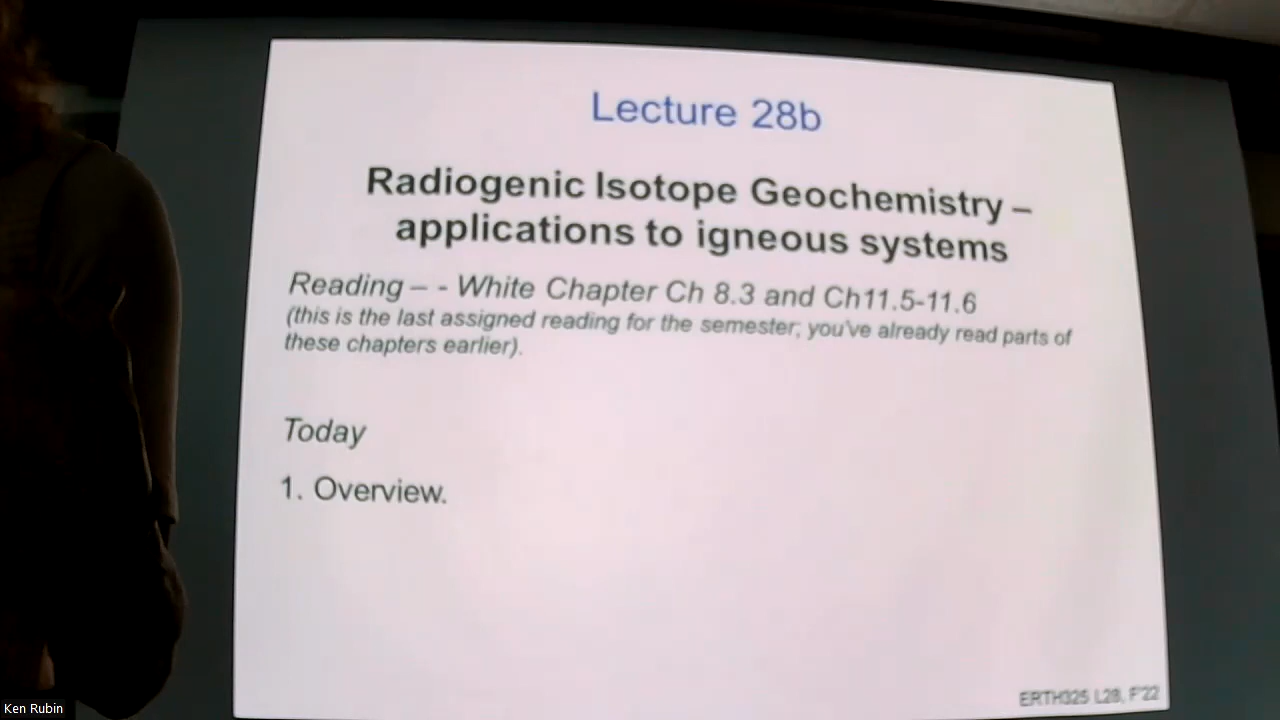 Lecture 28b
Radiogenic Isotope Geochemistry –
applications to igneous systems
Reading – - White Chapter Ch 8.3 and Ch11.5-11.6
(this is the last assigned reading for the semester; you've already read parts of
these chapters earlier).
Today
1. Overview.
ERTH325 L28, F'22
Ken Rubin